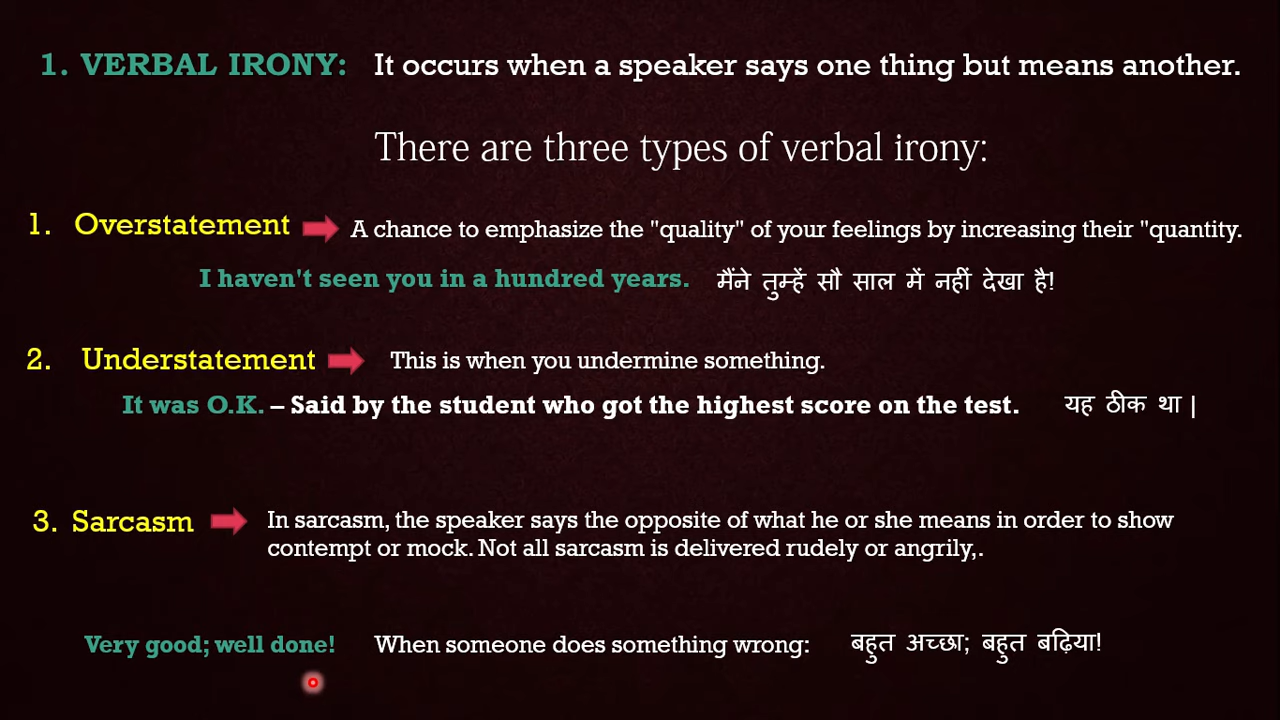 1. VERBAL IRONY: It occurs when a speaker says one thing but means another.
There are three types of verbal irony:
1. Overstatement A chance to emphasize the "quality" of your feelings by increasing their "quantity.
I haven't seen you in a hundred years. मैंने तुम्हें सौ साल में नहीं देखा है!
2. Understatement This is when you undermine something.
It was O.K. – Said by the student who got the highest score on the test. यह ठीक था |
3. Sarcasm In sarcasm, the speaker says the opposite of what he or she means in order to show
contempt or mock. Not all sarcasm is delivered rudely or angrily,.
Very good; well done! When someone does something wrong: बहुत अच्छा; बहुत बढ़िया!